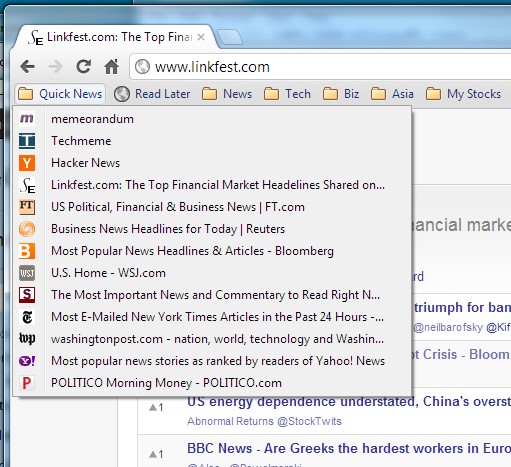 Linkfest.com: The Top Finan
www.linkfest.com
Quick News
Read Later
News
Tech
Biz
Asia
My Stocks
memeorandum
Techmeme
Hacker News
Linkfest.com: The Top Financial Market Headelines Shared on...
US Political, Financial & Business News | FT.com
Business News Headlines for Today | Reuters
Most Popular News Headlines & Articles - Bloomberg
U.S. Home - WSJ.com
The Most Important News and Commentary to Read Right N...
Most E-Mailed New York Times Articles in the Past 24 Hours - ...
washingtonpost.com - nation, world, technology and Washin...
Most popular news stories as ranked by readers of Yahoo! News
POLITICO Morning Money - POLITICO.com
ancial marke
rd
triumph for ban
@neilbarofsky @Kif
pt Crisis - Bloom
1
US energy dependence understated, China's overst
Abnormal Returns @StockTwits
1
BBC News - Are Greeks the hardest workers in Euro